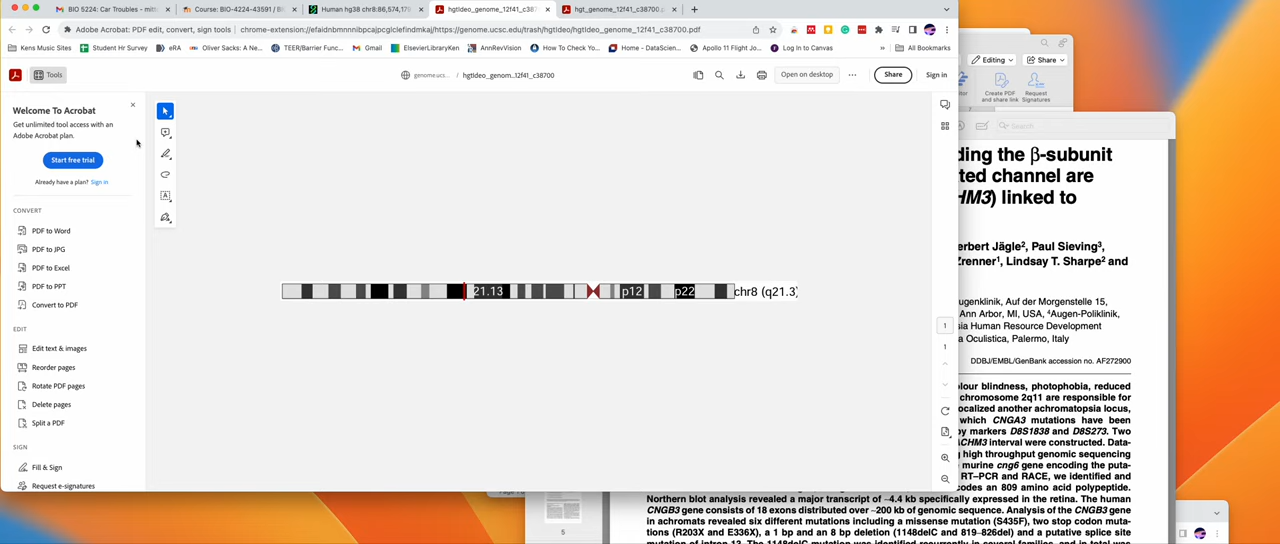 BIO 5224: Car Troubles - mit
Course: BIO-4224-43591 /
Human hg38 chr8:86,574,179
hgtIdeo_genome_12f41_c38
hgt_genome_12f41_c38700.p
Adobe Acrobat: PDF edit, convert, sign tools
chrome-extension://efaidnbmnnnibpcajpcglclefindmkaj/https://genome.ucsc.edu/trash/hgtIdeo/hgtIdeo_genome_12f41_c38700.pdf
Kens Music Sites
Student Hr Survey
eRA
Oliver Sacks: A Ne...
TEER/Barrier Func...
Gmail
ElsevierLibraryKen
AnnRevVision
How To Check Yo...
Home - DataScien...
Apollo 11 Flight Jo...
Log in to Canvas
All Bookmarks
Tools
genome.ucs...
hgtIdeo_genom...12f41_c38700
Open on desktop
Share
Sign in
Welcome To Acrobat
Get unlimited tool access with an
Adobe Acrobat plan.
Start free trial
Already have a plan? Sign in
CONVERT
PDF to Word
PDF to JPG
PDF to Excel
PDF to PPT
Convert to PDF
EDIT
Edit text & images
Reorder pages
Rotate PDF pages
Delete pages
Split a PDF
SIGN
Fill & Sign
Request e-signatures
21.13 p12 p22 chr8 (q21.3)
1
1
Editing
Share
Create PDF
and share link
Request
Signatures
Search
ding the β-subunit
ted channel are
HM3) linked to
erbert Jägle2, Paul Sieving3,
Zrenner1, Lindsay T. Sharpe2 and
ugenklinik, Auf der Morgenstelle 15,
Ann Arbor, MI, USA, 4Augen-Poliklinik,
sia Human Resource Development
a Oculistica, Palermo, Italy
DDBJ/EMBL/GenBank accession no. AF272900
lour blindness, photophobia, reduced
chromosome 2q11 are responsible for
ocalized another achromatopsia locus,
which CNGA3 mutations have been
by markers D8S1838 and D8S273. Two
ACHM3 interval were constructed. Data-
g high throughput genomic sequencing
e murine cng6 gene encoding the puta-
RT–PCR and RACE, we identified and
codes an 809 amino acid polypeptide.
Northern blot analysis revealed a major transcript of ~4.4 kb specifically expressed in the retina. The human
CNGB3 gene consists of 18 exons distributed over ~200 kb of genomic sequence. Analysis of the CNGB3 gene
in achromats revealed six different mutations including a missense mutation (S435F), two stop codon muta-
tions (R203X and E336X), a 1 bp and an 8 bp deletion (1148delC and 819–826del) and a putative splice site
5